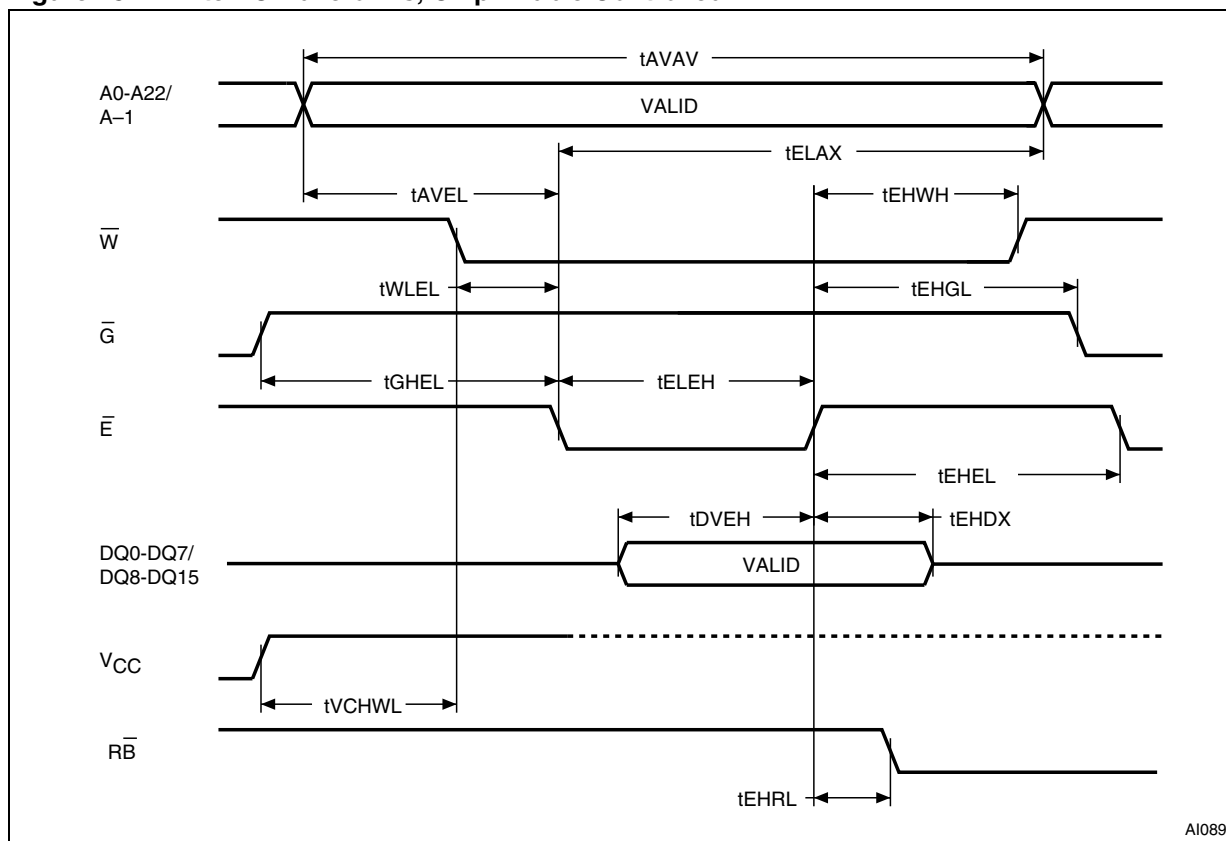 tAVAV
A0-A22/
A–1
VALID
tELAX
tAVEL
tEHWH
W̅
tWLEL
tEHGL
G̅
tGHEL
tELEH
E̅
tEHEL
tDVEH
tEHDX
DQ0-DQ7/
DQ8-DQ15
VALID
VCC
tVCHWL
RB̅
tEHRL
AI089